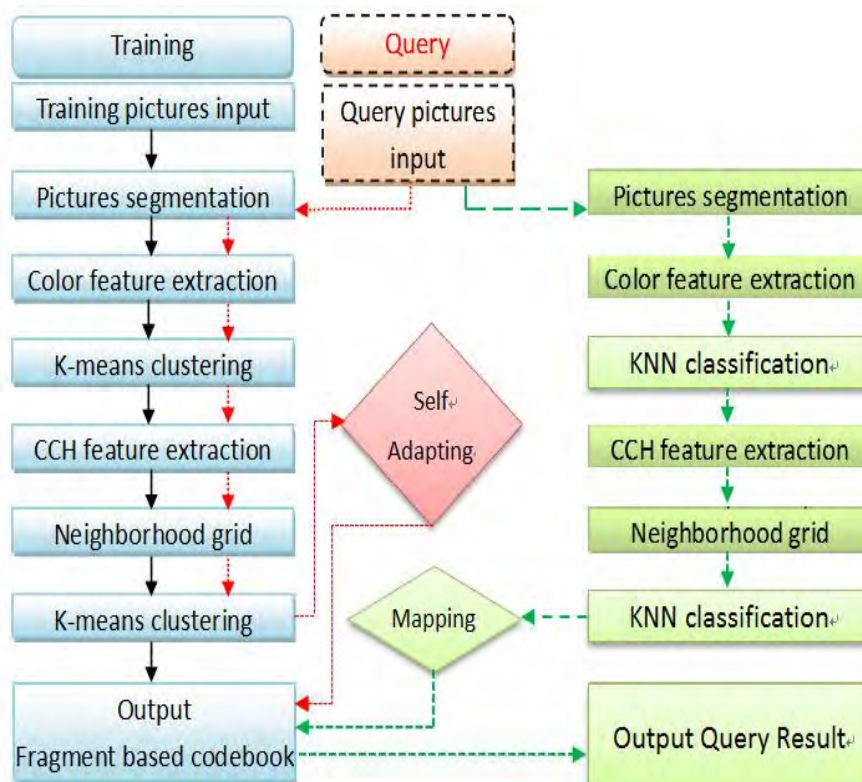 Training
Training pictures input
Pictures segmentation
Color feature extraction
K-means clustering
CCH feature extraction
Neighborhood grid
K-means clustering
Output
Fragment based codebook
Query
Query pictures
input
Self
Adapting
Mapping
Pictures segmentation
Color feature extraction
KNN classification
CCH feature extraction
Neighborhood grid
KNN classification
Output Query Result